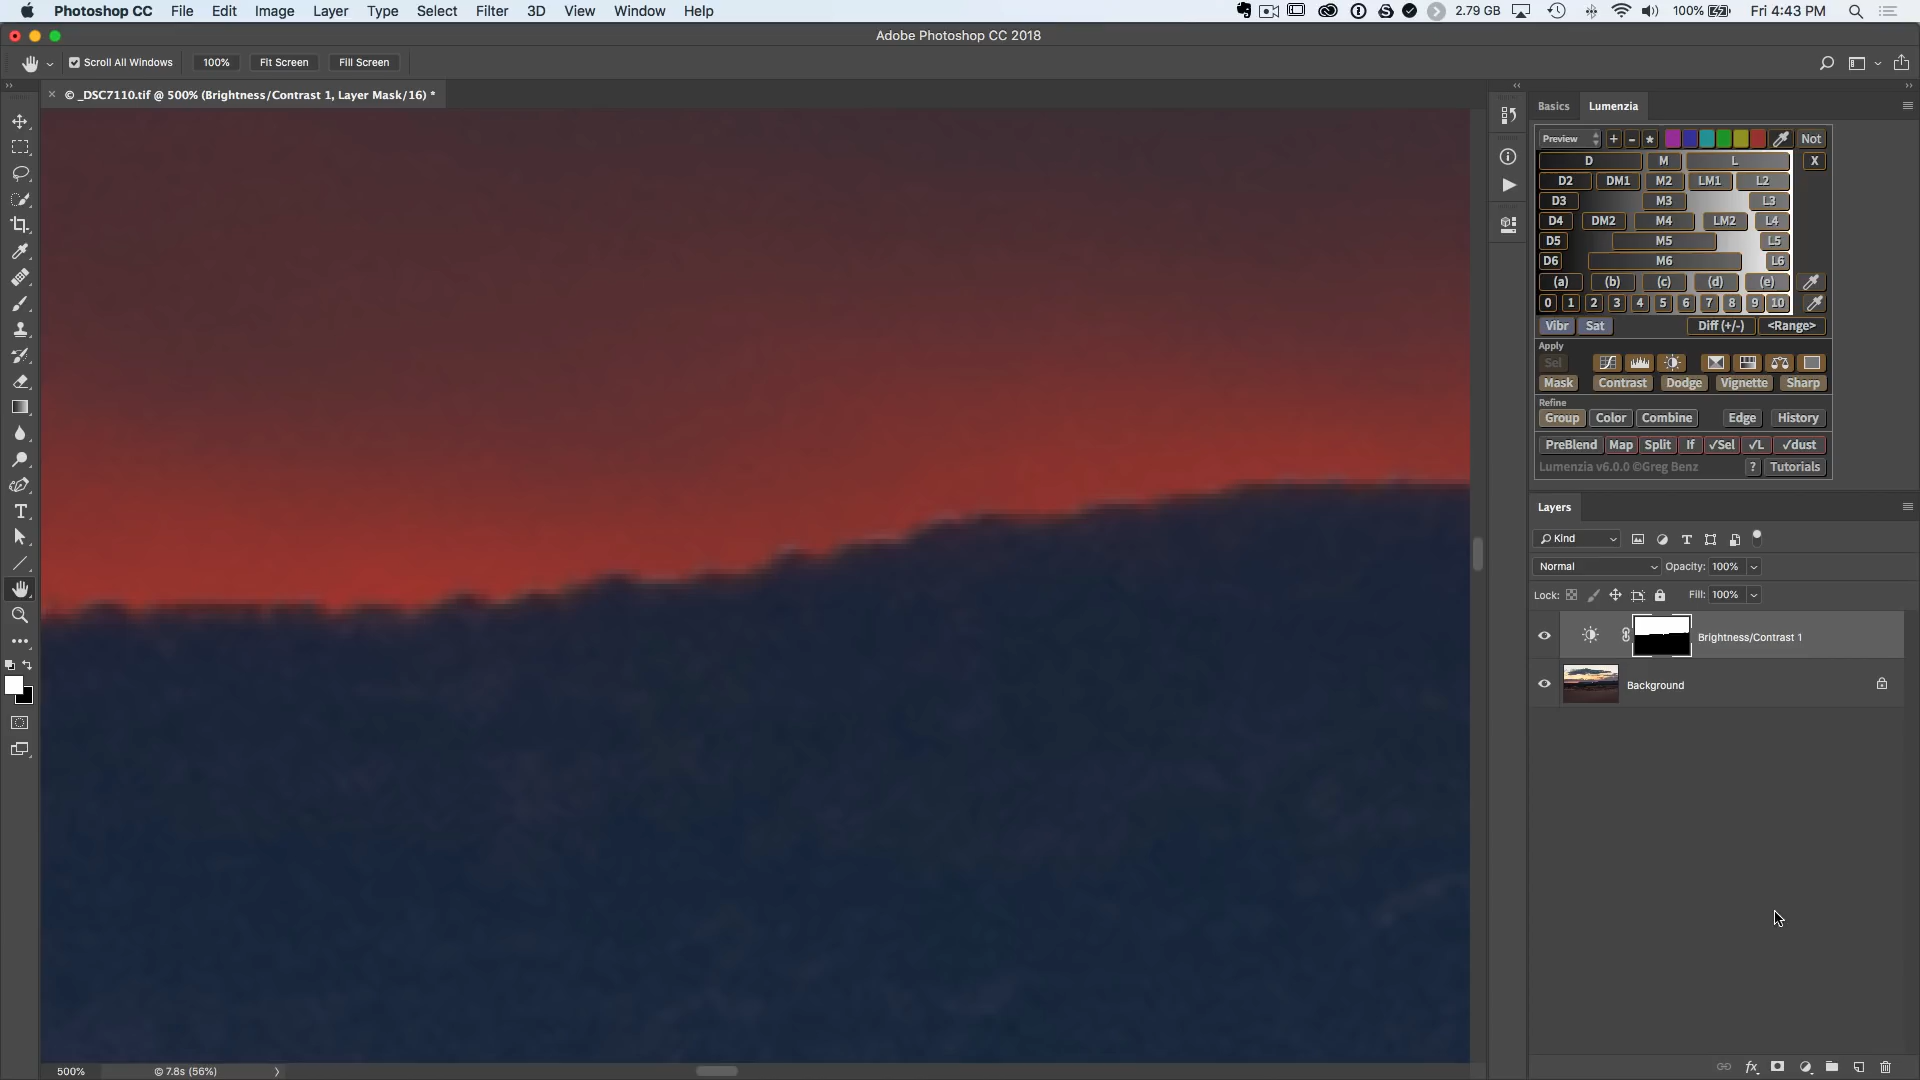 Photoshop CC File Edit Image Layer Type Select Filter 3D View Window Help 2.79 GB 100% Fri 4:43 PM
Adobe Photoshop CC 2018
Scroll All Windows 100% Fit Screen Fill Screen
© _DSC7110.tif @ 500% (Brightness/Contrast 1, Layer Mask/16) *
Basics Lumenzia
Preview + - * Not
D M L X
D2 DM1 M2 LM1 L2
D3 M3 L3
D4 DM2 M4 LM2 L4
D5 M5 L5
D6 M6 L6
(a) (b) (c) (d) (e)
0 1 2 3 4 5 6 7 8 9 10
Vibr Sat Diff (+/-) <Range>
Apply
Sel
Mask Contrast Dodge Vignette Sharp
Refine
Group Color Combine Edge History
PreBlend Map Split If √Sel √L √dust
Lumenzia v6.0.0 ©Greg Benz ? Tutorials
Layers
Kind
Normal Opacity: 100%
Lock: Fill: 100%
Brightness/Contrast 1
Background
500% © 7.8s (56%)